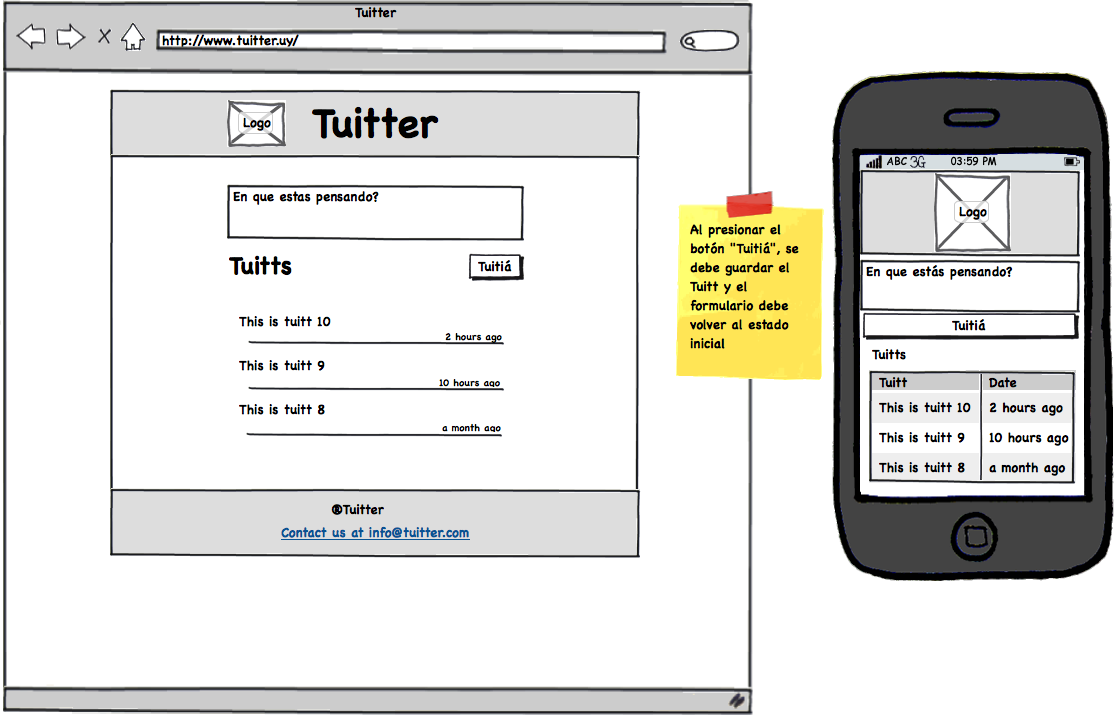 Tuitter
http://www.tuitter.uy/
Logo
Tuitter
En que estas pensando?
Tuitts
Tuitiá
This is tuitt 10
2 hours ago
This is tuitt 9
10 hours ago
This is tuitt 8
a month ago
®Tuitter
Contact us at info@tuitter.com
Al presionar el
botón "Tuitiá", se
debe guardar el
Tuitt y el
formulario debe
volver al estado
inicial
ABC 3G 03:59 PM
Logo
En que estás pensando?
Tuitiá
Tuitts
Tuitt Date
This is tuitt 10 2 hours ago
This is tuitt 9 10 hours ago
This is tuitt 8 a month ago